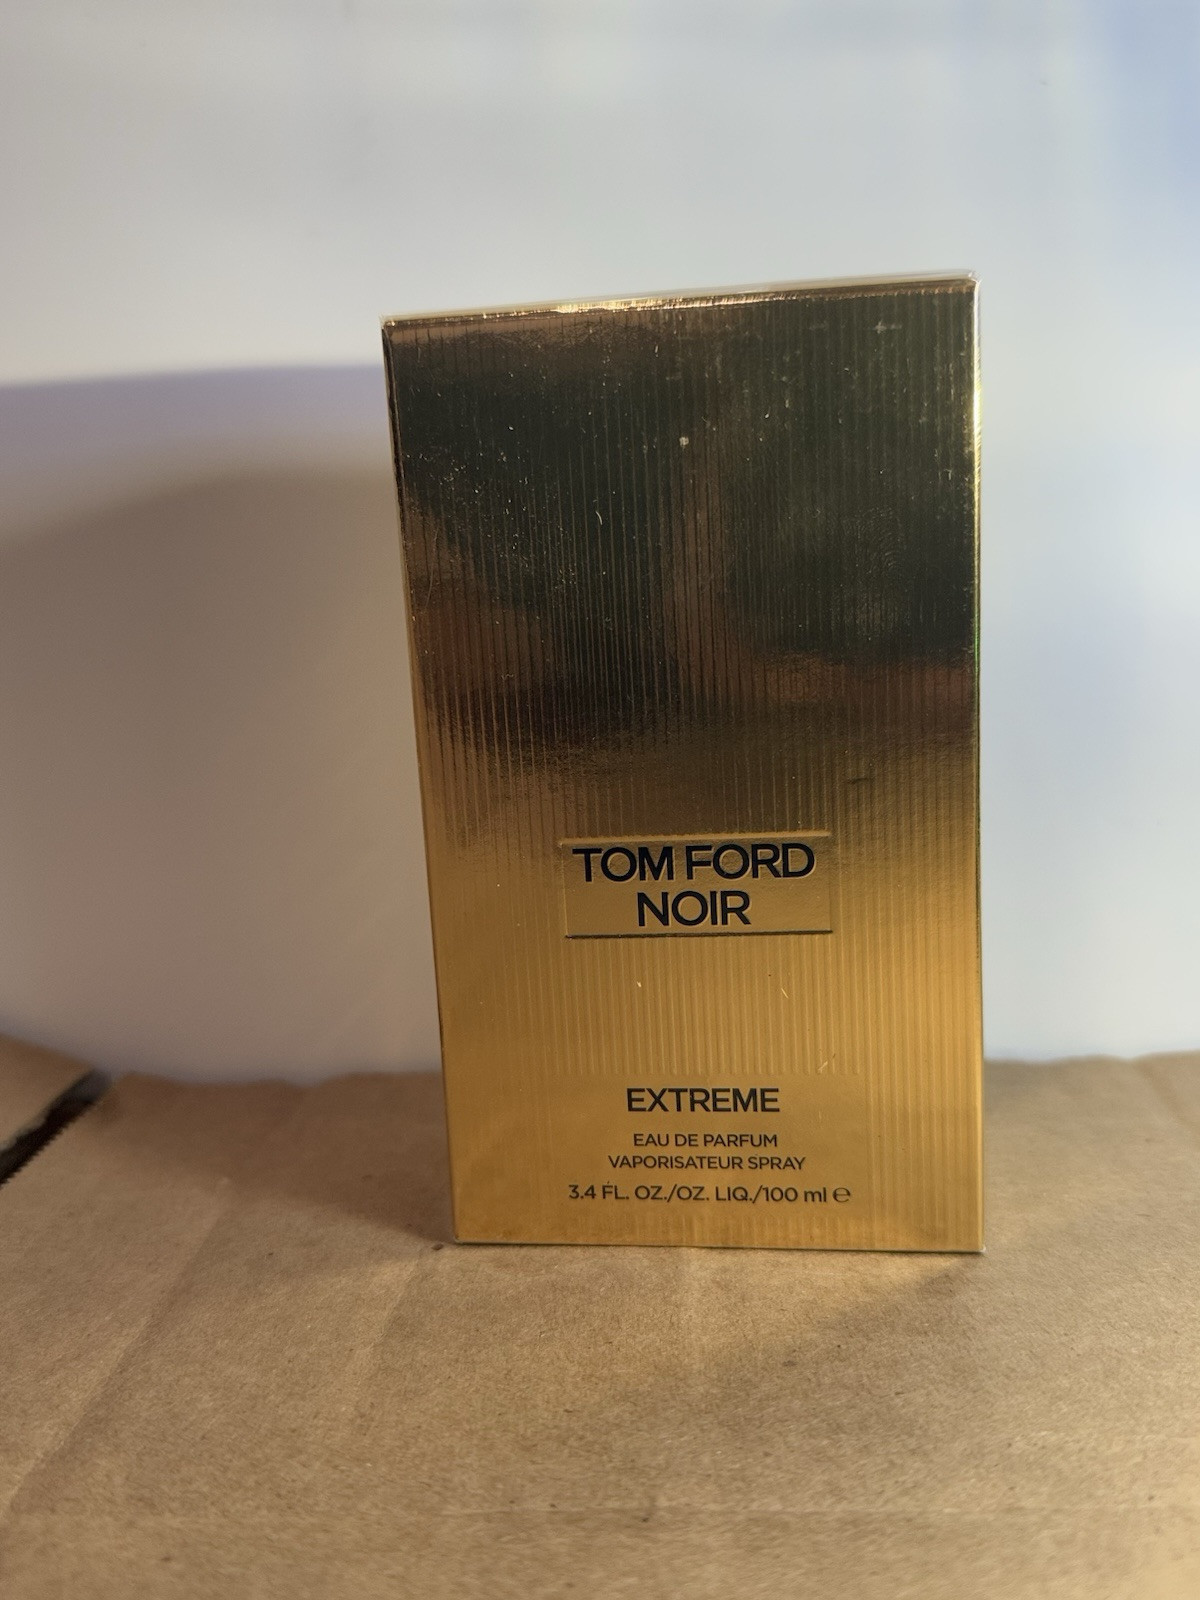 TOM FORD
NOIR
EXTREME
EAU DE PARFUM
VAPORISATEUR SPRAY
3.4 FL. OZ./OZ. LIQ./100 ml ℮